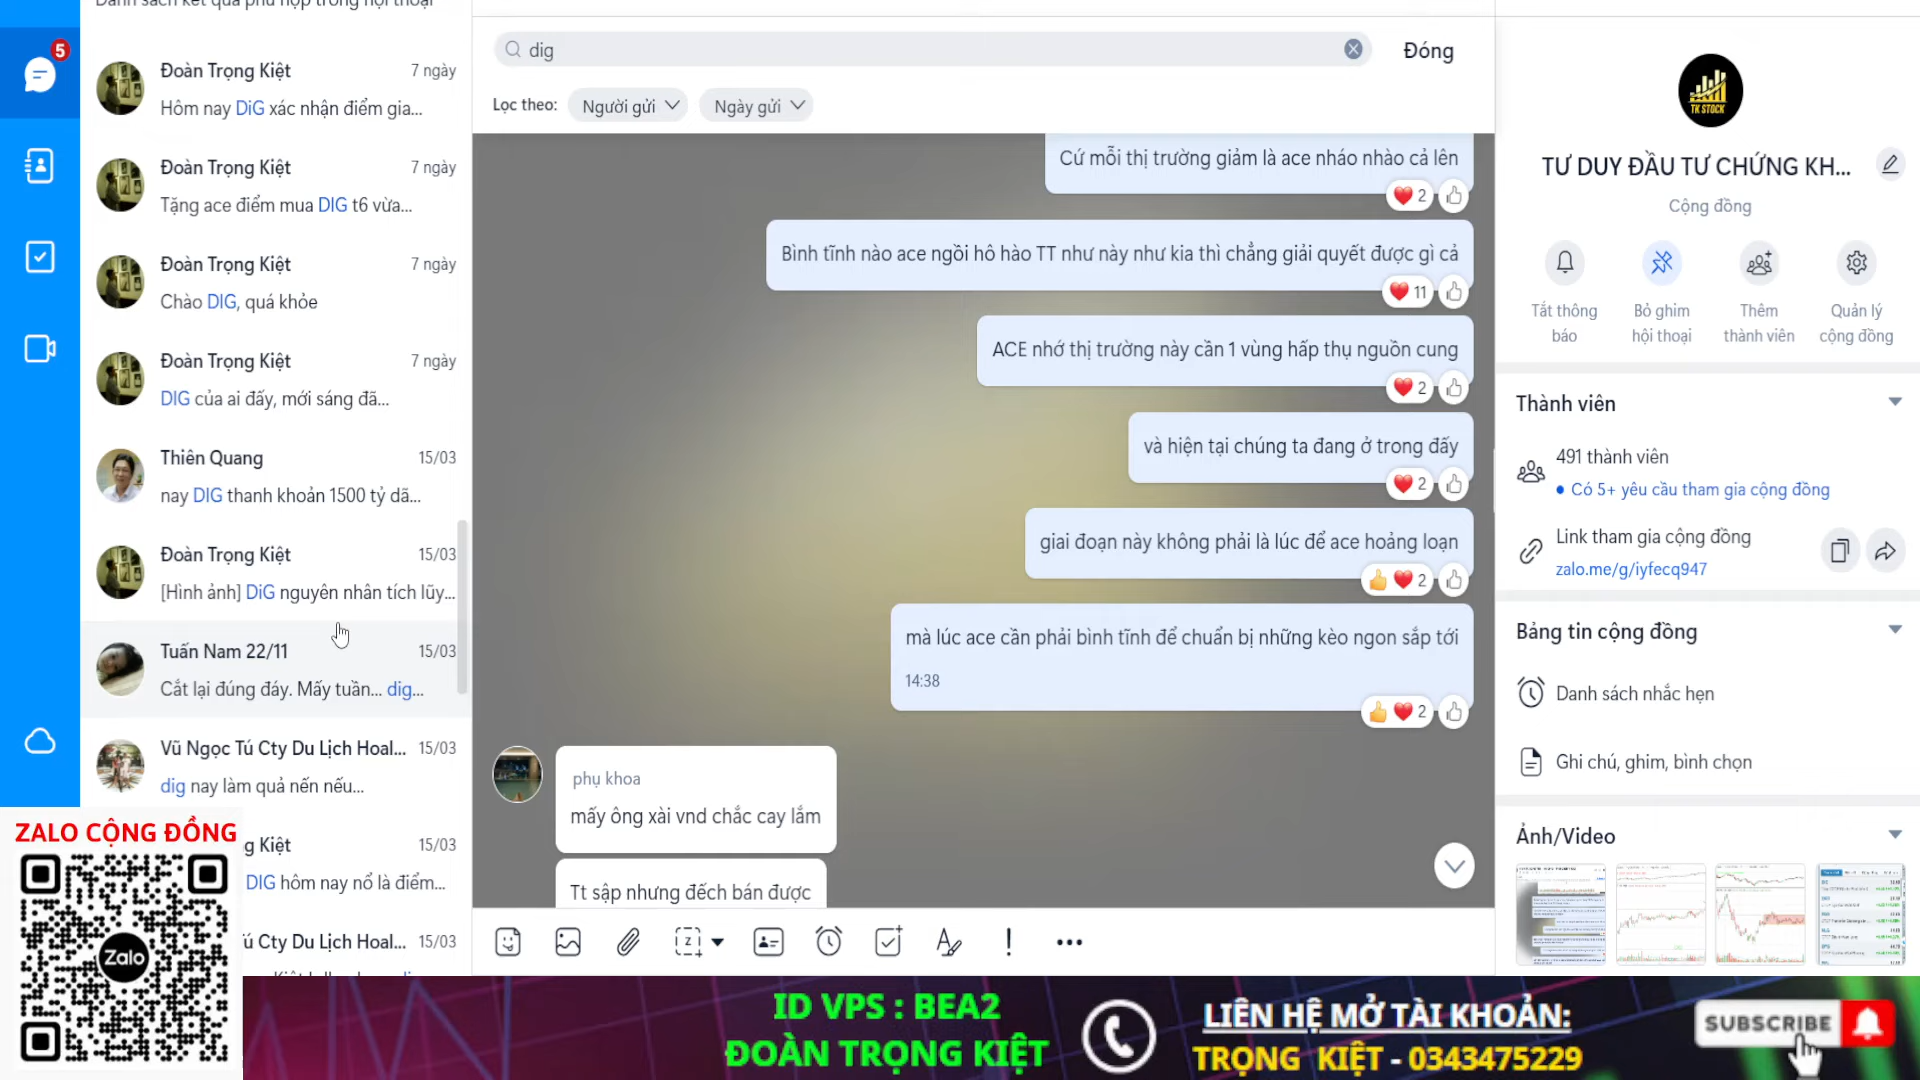 Danh sách kết quả phù hợp trong hội thoại
5
Đoàn Trọng Kiệt
7 ngày
Hôm nay DiG xác nhận điểm gia...
Đoàn Trọng Kiệt
7 ngày
Tặng ace điểm mua DIG t6 vừa...
Đoàn Trọng Kiệt
7 ngày
Chào DIG, quá khỏe
Đoàn Trọng Kiệt
7 ngày
DIG của ai đấy, mới sáng đã...
Thiên Quang
15/03
nay DIG thanh khoản 1500 tỷ dã...
Đoàn Trọng Kiệt
15/03
[Hình ảnh] DiG nguyên nhân tích lũy...
Tuấn Nam 22/11
15/03
Cắt lại đúng đáy. Mấy tuần... dig...
Vũ Ngọc Tú Cty Du Lịch Hoal...
15/03
dig nay làm quả nến nếu...
g Kiệt
15/03
DIG hôm nay nổ là điểm...
ú Cty Du Lịch Hoal...
15/03
ZALO CỘNG ĐỒNG
Zalo
dig
Đóng
Lọc theo:
Người gửi
Ngày gửi
Cứ mỗi thị trường giảm là ace nháo nhào cả lên
2
Bình tĩnh nào ace ngồi hô hào TT như này như kia thì chẳng giải quyết được gì cả
11
ACE nhớ thị trường này cần 1 vùng hấp thụ nguồn cung
2
và hiện tại chúng ta đang ở trong đấy
2
giai đoạn này không phải là lúc để ace hoảng loạn
2
mà lúc ace cần phải bình tĩnh để chuẩn bị những kèo ngon sắp tới
14:38
2
phụ khoa
mấy ông xài vnd chắc cay lắm
Tt sập nhưng đếch bán được
TK STOCK
TƯ DUY ĐẦU TƯ CHỨNG KH...
Cộng đồng
Tắt thông
báo
Bỏ ghim
hội thoại
Thêm
thành viên
Quản lý
cộng đồng
Thành viên
491 thành viên
Có 5+ yêu cầu tham gia cộng đồng
Link tham gia cộng đồng
zalo.me/g/iyfecq947
Bảng tin cộng đồng
Danh sách nhắc hẹn
Ghi chú, ghim, bình chọn
Ảnh/Video
ID VPS : BEA2
ĐOÀN TRỌNG KIỆT
LIÊN HỆ MỞ TÀI KHOẢN:
TRỌNG KIỆT - 0343475229
SUBSCRIBE